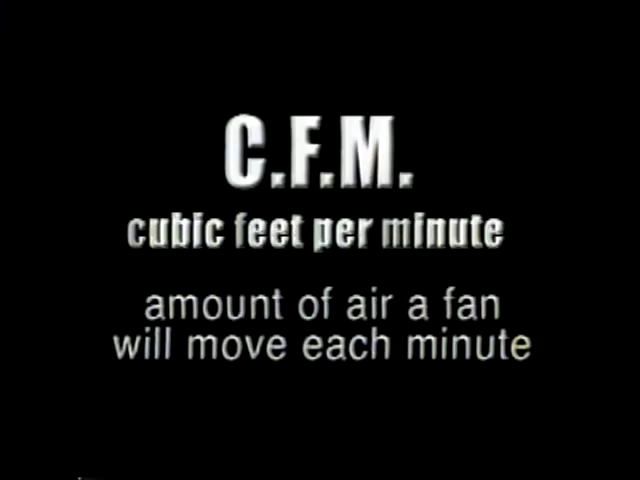 C.F.M.
cubic feet per minute
amount of air a fan
will move each minute